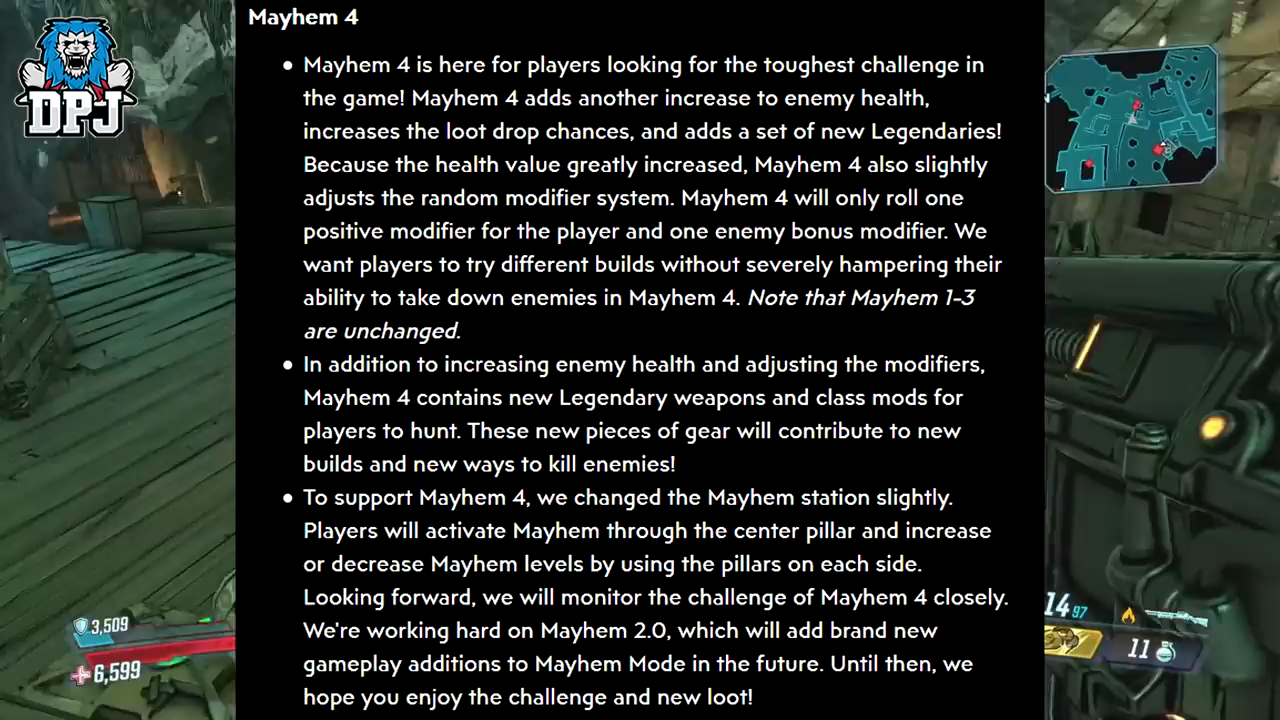 Mayhem 4
• Mayhem 4 is here for players looking for the toughest challenge in
the game! Mayhem 4 adds another increase to enemy health,
increases the loot drop chances, and adds a set of new Legendaries!
Because the health value greatly increased, Mayhem 4 also slightly
adjusts the random modifier system. Mayhem 4 will only roll one
positive modifier for the player and one enemy bonus modifier. We
want players to try different builds without severely hampering their
ability to take down enemies in Mayhem 4. Note that Mayhem 1-3
are unchanged.
• In addition to increasing enemy health and adjusting the modifiers,
Mayhem 4 contains new Legendary weapons and class mods for
players to hunt. These new pieces of gear will contribute to new
builds and new ways to kill enemies!
• To support Mayhem 4, we changed the Mayhem station slightly.
Players will activate Mayhem through the center pillar and increase
or decrease Mayhem levels by using the pillars on each side.
Looking forward, we will monitor the challenge of Mayhem 4 closely.
We're working hard on Mayhem 2.0, which will add brand new
gameplay additions to Mayhem Mode in the future. Until then, we
hope you enjoy the challenge and new loot!
DPJ
3,509
6,599
14 97
11